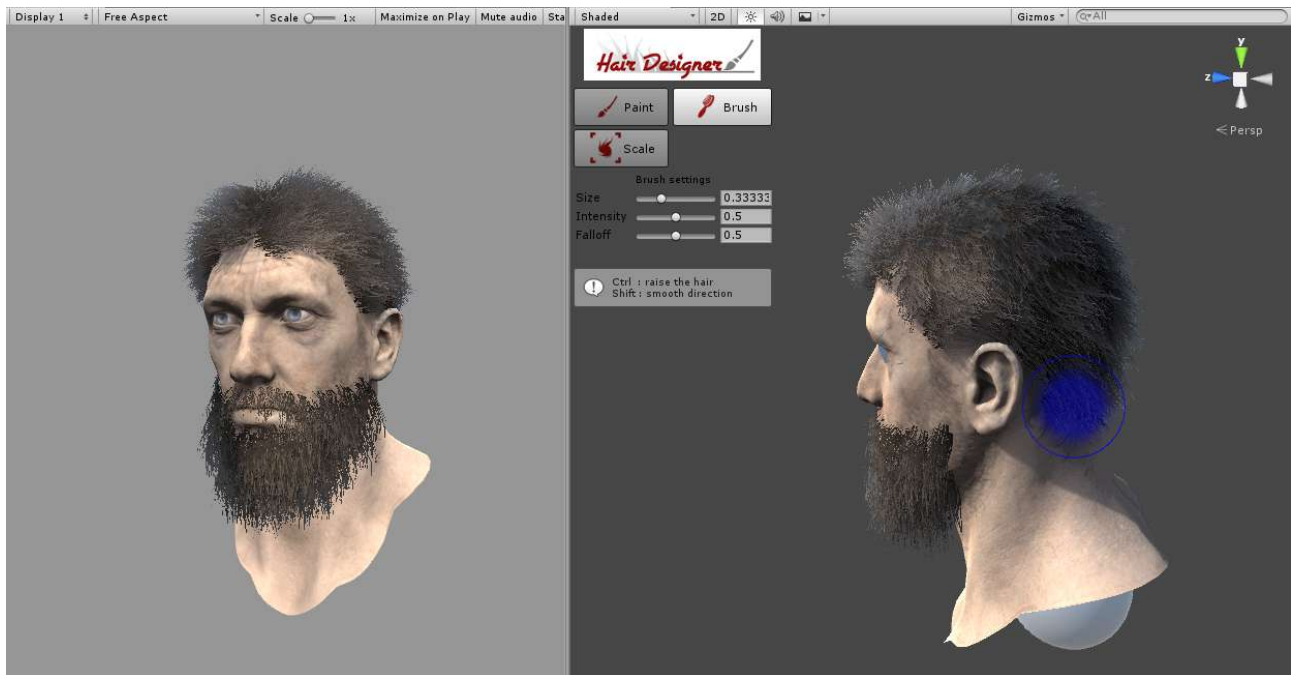 Display 1 Free Aspect Scale 1x Maximize on Play Mute audio Sta
Shaded 2D Gizmos All
Hair Designer
Paint Brush
Scale
Brush settings
Size 0.33333
Intensity 0.5
Falloff 0.5
Ctrl : raise the hair
Shift : smooth direction
y
z
Persp